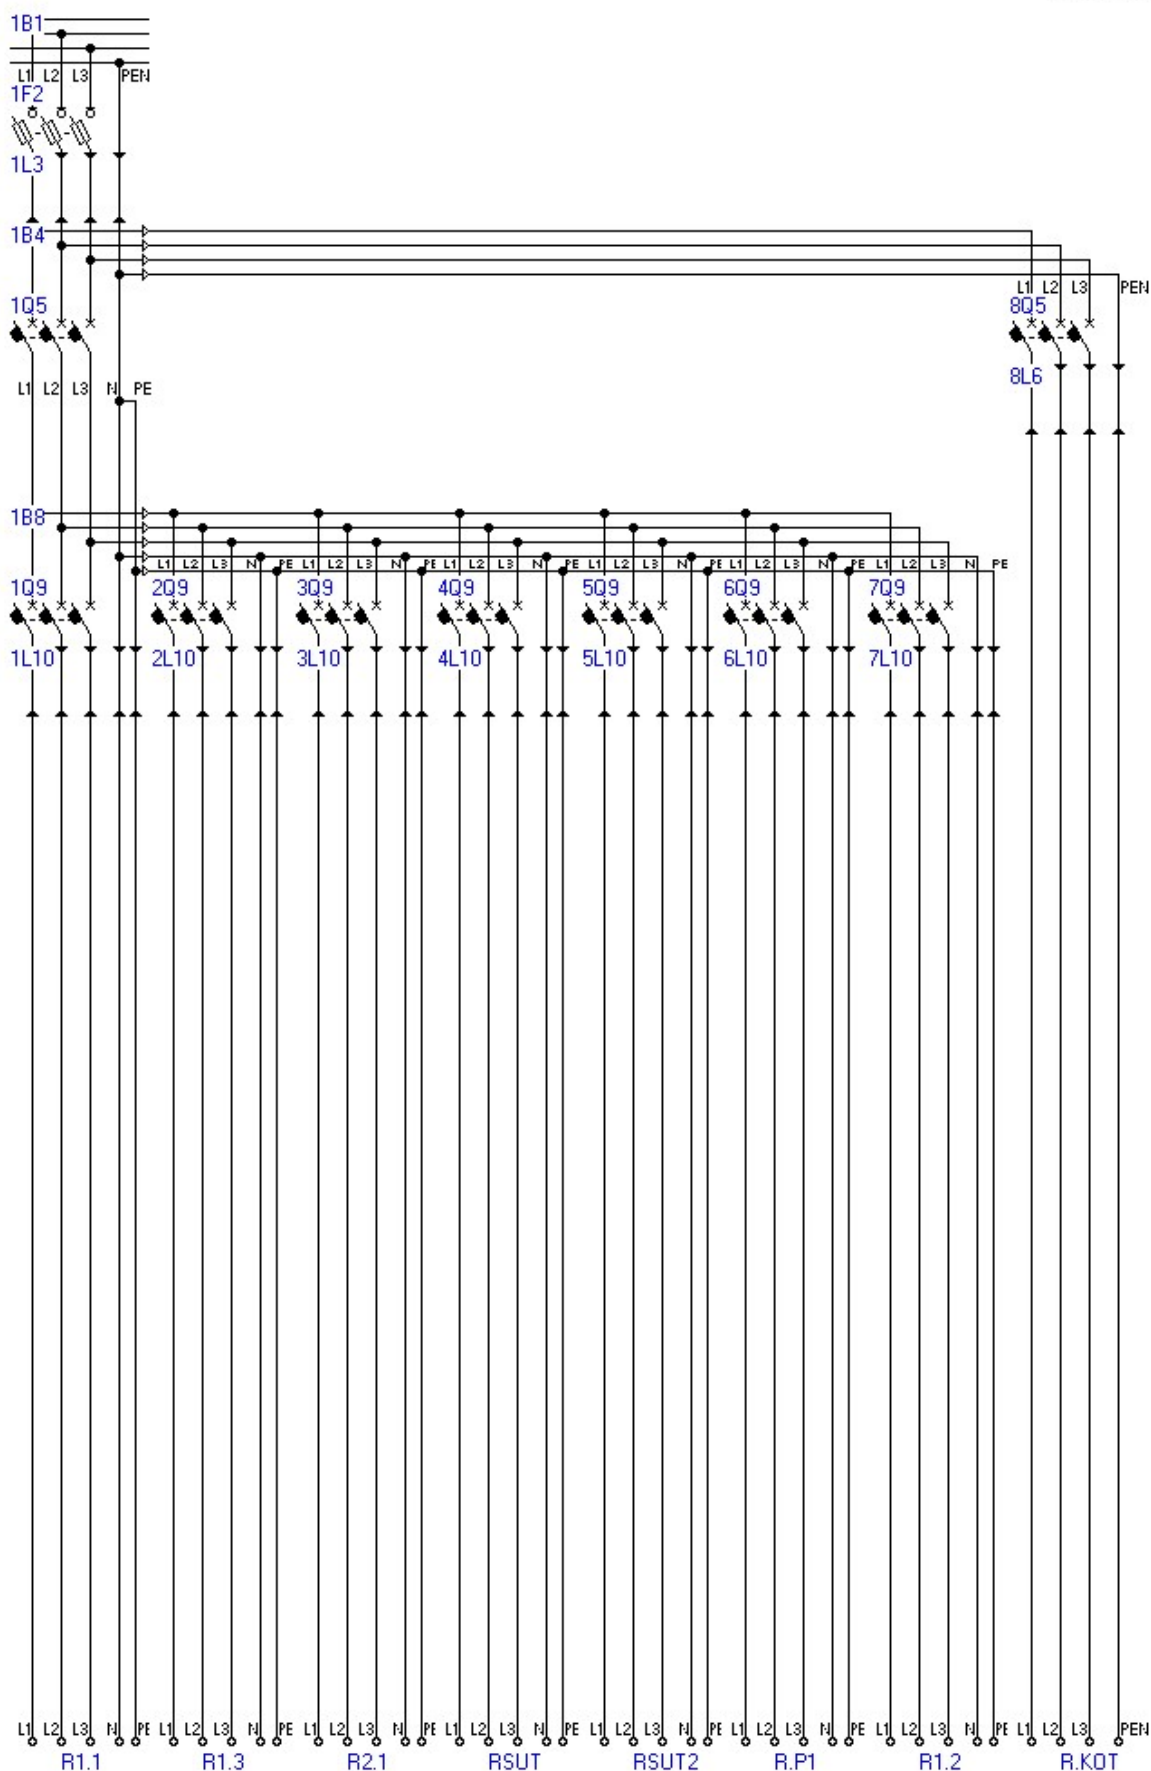 1B1
L1 L2 L3 PEN
1F2
1L3
1B4
L1 L2 L3 PEN
1Q5 8Q5
8L6
L1 L2 L3 N PE
1B8
L1 L2 L3 N PE L1 L2 L3 N PE L1 L2 L3 N PE L1 L2 L3 N PE L1 L2 L3 N PE L1 L2 L3 N PE
1Q9 2Q9 3Q9 4Q9 5Q9 6Q9 7Q9
1L10 2L10 3L10 4L10 5L10 6L10 7L10
L1 L2 L3 N PE L1 L2 L3 N PE L1 L2 L3 N PE L1 L2 L3 N PE L1 L2 L3 N PE L1 L2 L3 N PE L1 L2 L3 N PE L1 L2 L3 PEN
R1.1 R1.3 R2.1 RSUT RSUT2 R.P1 R1.2 R.KOT